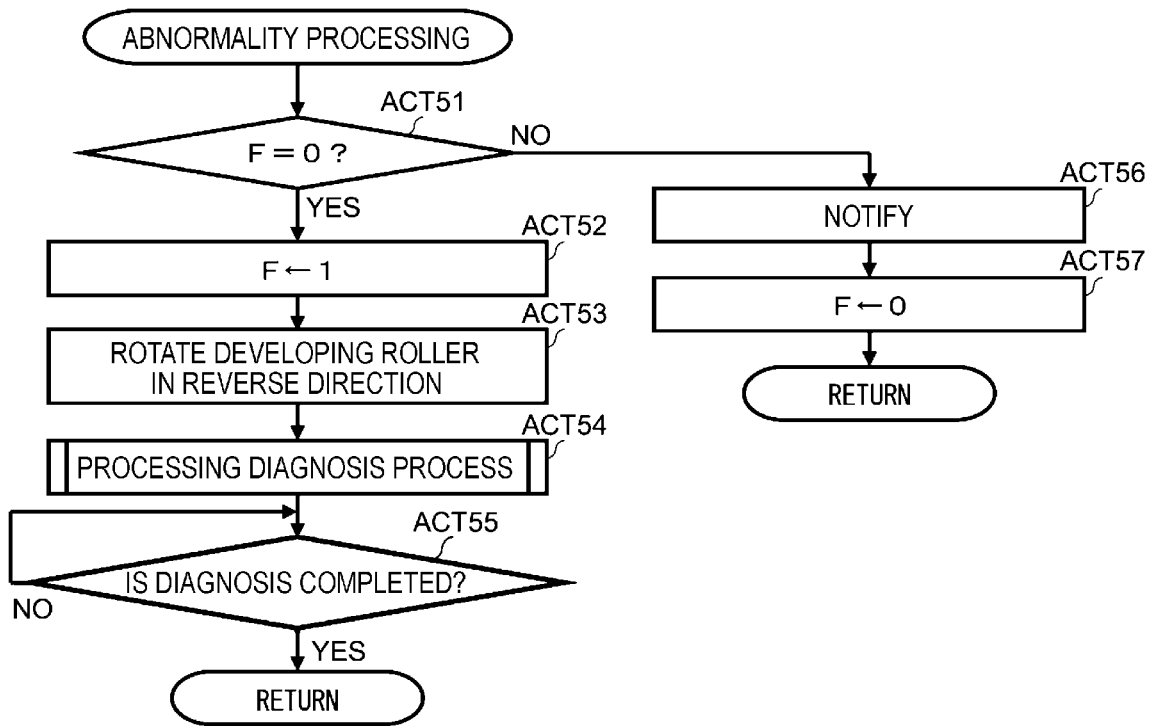 ABNORMALITY PROCESSING
ACT51
F = 0 ?
NO
YES
ACT52
F ← 1
ACT53
ROTATE DEVELOPING ROLLER
IN REVERSE DIRECTION
ACT54
PROCESSING DIAGNOSIS PROCESS
ACT55
IS DIAGNOSIS COMPLETED?
NO
YES
RETURN
ACT56
NOTIFY
ACT57
F ← 0
RETURN